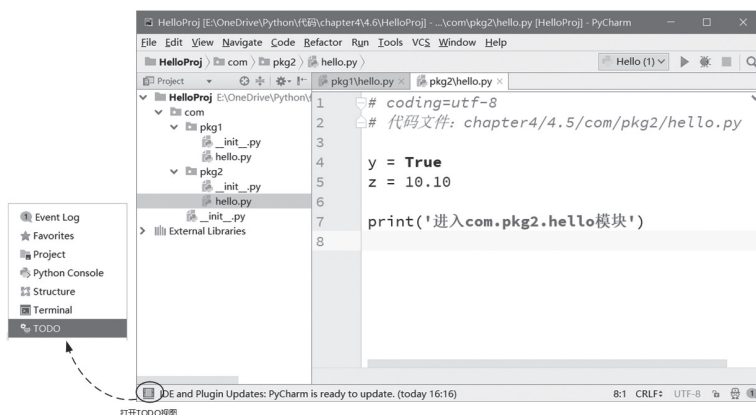 HelloProj [E:\OneDrive\Python\代码\chapter4\4.6\HelloProj] - ...\com\pkg2\hello.py [HelloProj] - PyCharm
File Edit View Navigate Code Refactor Run Tools VCS Window Help
HelloProj com pkg2 hello.py Hello (1)
Project pkg1\hello.py × pkg2\hello.py ×
HelloProj E:\OneDrive\Python\
com
pkg1
__init__.py
hello.py
pkg2
__init__.py
hello.py
__init__.py
External Libraries
1 # coding=utf-8
2 # 代码文件：chapter4/4.5/com/pkg2/hello.py
3
4 y = True
5 z = 10.10
6
7 print('进入com.pkg2.hello模块')
8
Event Log
Favorites
Project
Python Console
Structure
Terminal
TODO
IDE and Plugin Updates: PyCharm is ready to update. (today 16:16) 8:1 CRLF UTF-8
打开TODO视图